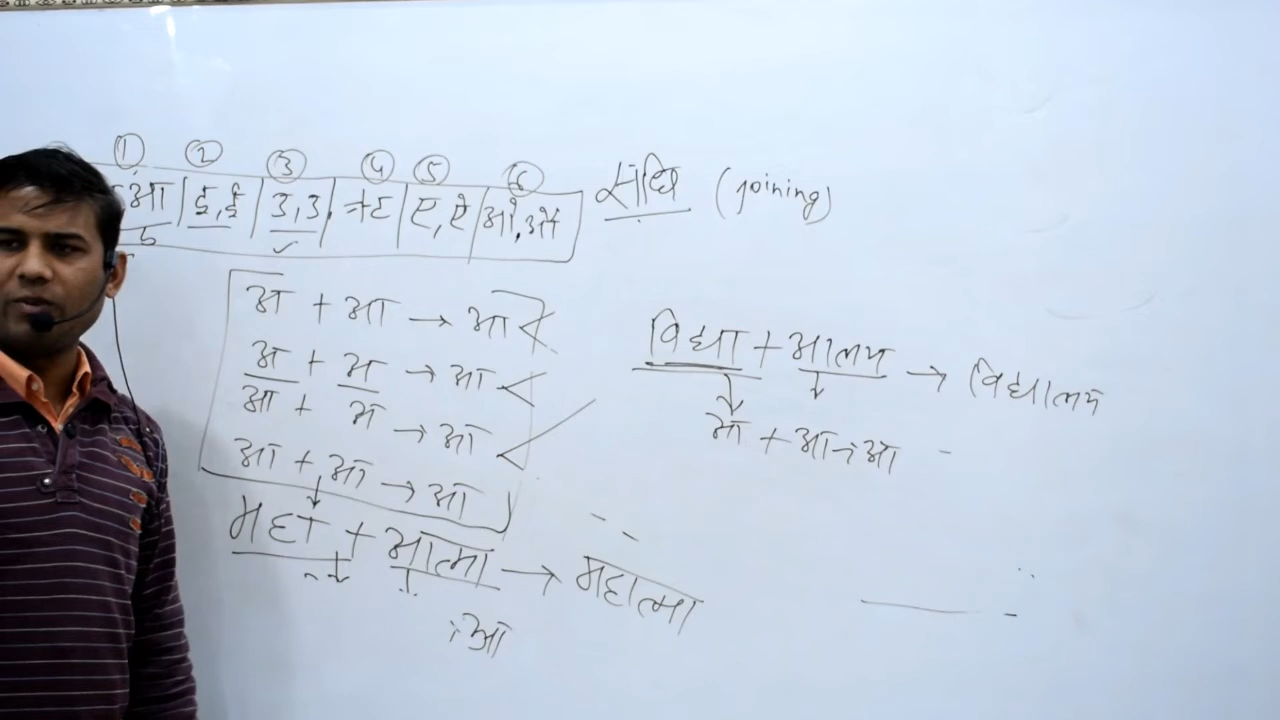 ① ② ③ ④ ⑤ ⑥
आ | इ, ई | उ, उ, | ऋ | ए, ऐ | ओ, औ
संधि (Joining)
अ + आ → आ
अ + अ → आ
आ + अ → आ
आ + आ → आ
महा + आत्मा → महात्मा
आ
विद्या + आलय → विद्यालय
आ + आ → आ